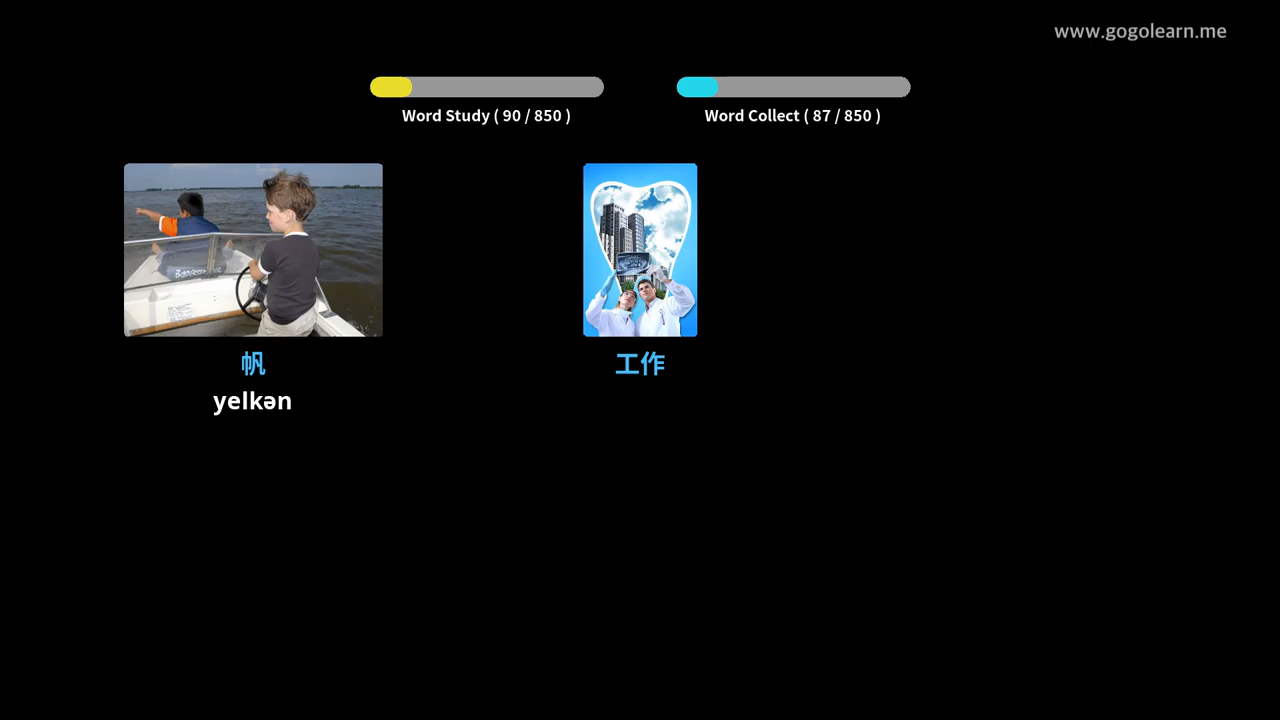 www.gogolearn.me
Word Study ( 90 / 850 )
Word Collect ( 87 / 850 )
帆
yelkən
工作